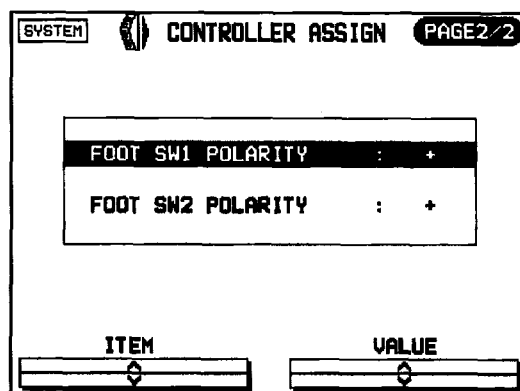 SYSTEM CONTROLLER ASSIGN PAGE2/2
FOOT SW1 POLARITY : +
FOOT SW2 POLARITY : +
ITEM VALUE